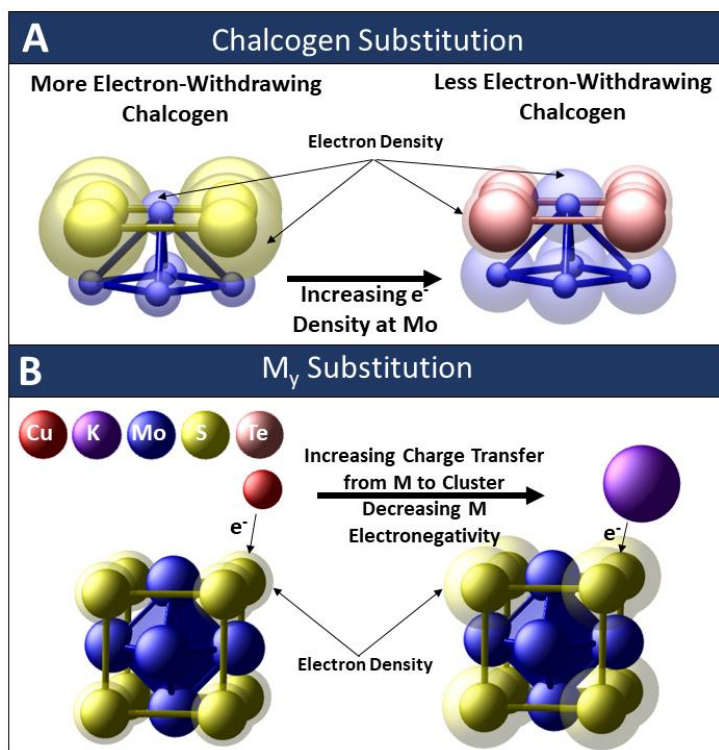 A
Chalcogen Substitution
More Electron-Withdrawing
Chalcogen
Less Electron-Withdrawing
Chalcogen
Electron Density
Increasing e-
Density at Mo
B
My Substitution
Cu K Mo S Te
Increasing Charge Transfer
from M to Cluster
Decreasing M
Electronegativity
e-
e-
Electron Density